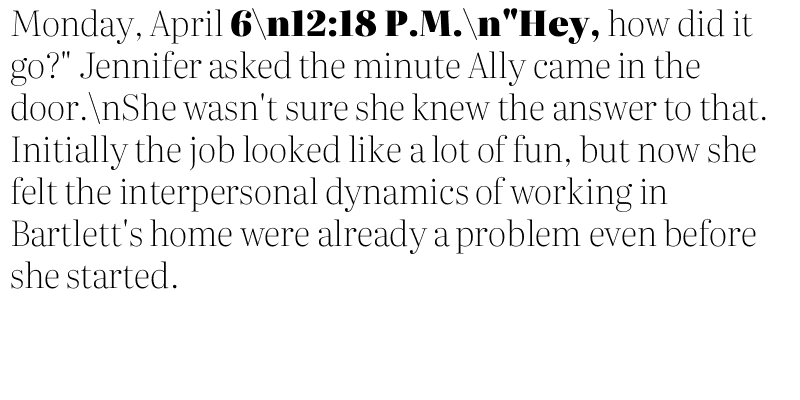 Monday, April 6\n12:18 P.M.\n"Hey, how did it
go?" Jennifer asked the minute Ally came in the
door.\nShe wasn't sure she knew the answer to that.
Initially the job looked like a lot of fun, but now she
felt the interpersonal dynamics of working in
Bartlett's home were already a problem even before
she started.